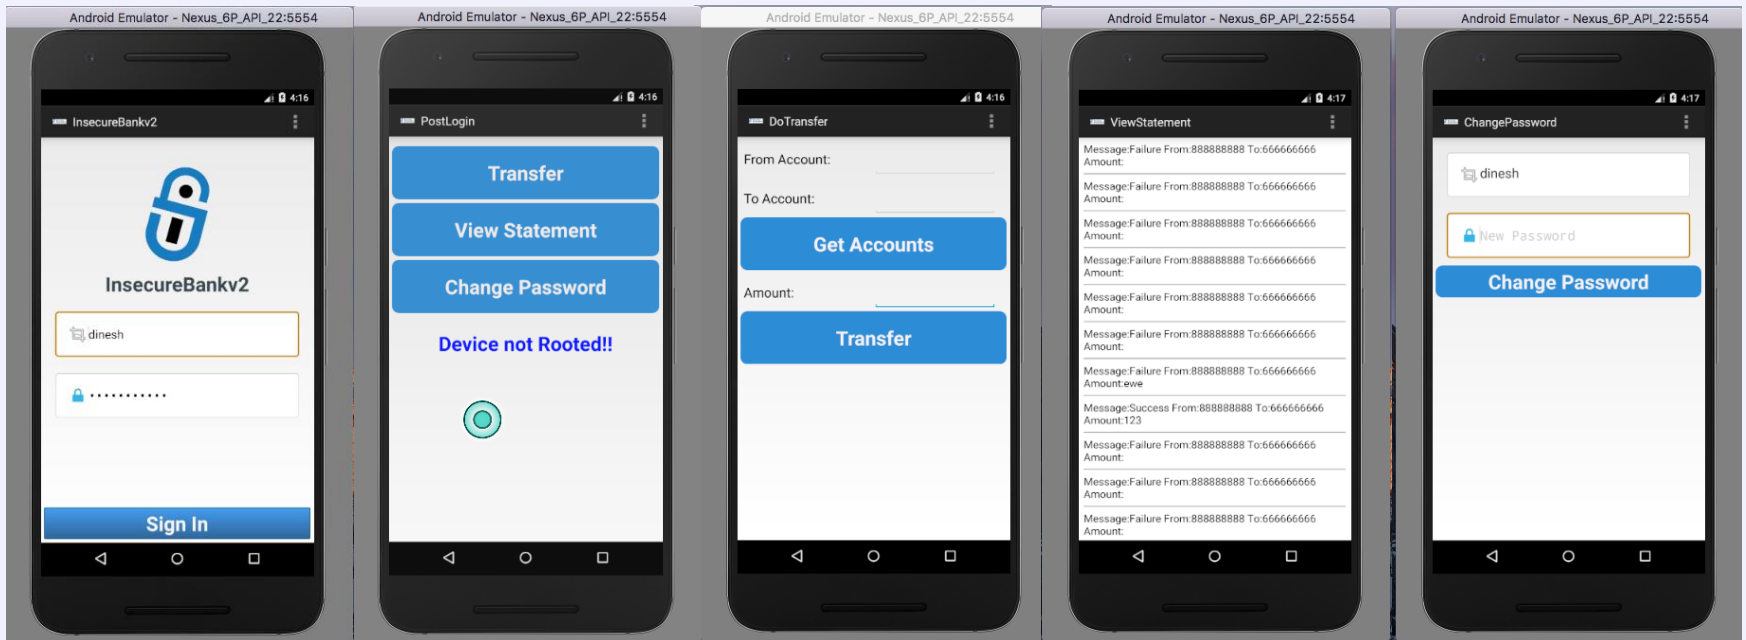 Android Emulator - Nexus_6P_API_22:5554
4:16
InsecureBankv2
InsecureBankv2
dinesh
•••••••••••
Sign In
Android Emulator - Nexus_6P_API_22:5554
4:16
PostLogin
Transfer
View Statement
Change Password
Device not Rooted!!
Android Emulator - Nexus_6P_API_22:5554
4:16
DoTransfer
From Account:
To Account:
Get Accounts
Amount:
Transfer
Android Emulator - Nexus_6P_API_22:5554
4:17
ViewStatement
Message:Failure From:888888888 To:666666666
Amount:
Message:Failure From:888888888 To:666666666
Amount:
Message:Failure From:888888888 To:666666666
Amount:
Message:Failure From:888888888 To:666666666
Amount:
Message:Failure From:888888888 To:666666666
Amount:
Message:Failure From:888888888 To:666666666
Amount:
Message:Failure From:888888888 To:666666666
Amount:ewe
Message:Success From:888888888 To:666666666
Amount:123
Message:Failure From:888888888 To:666666666
Amount:
Message:Failure From:888888888 To:666666666
Amount:
Message:Failure From:888888888 To:666666666
Amount:
Android Emulator - Nexus_6P_API_22:5554
4:17
ChangePassword
dinesh
New Password
Change Password